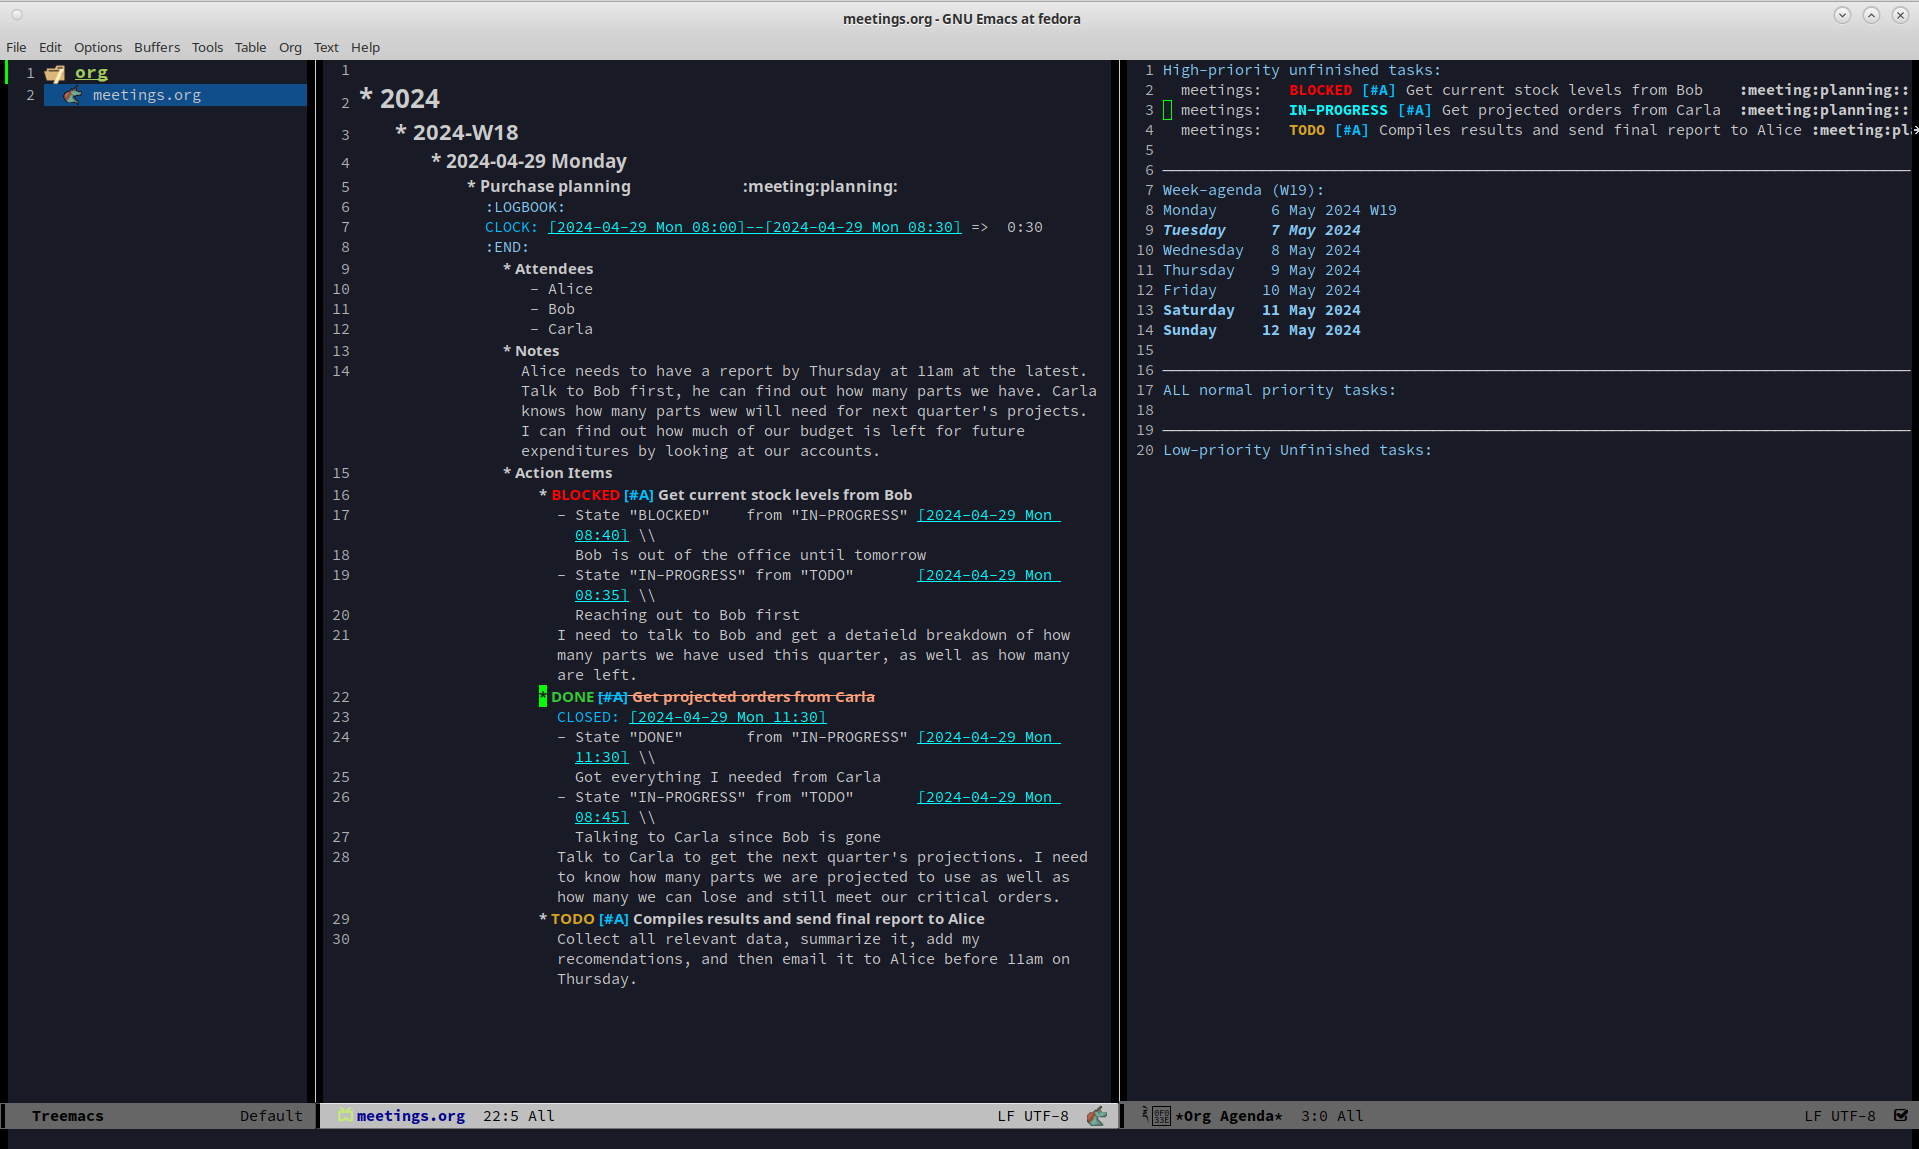 meetings.org - GNU Emacs at fedora
File Edit Options Buffers Tools Table Org Text Help
1 org
2 meetings.org
Treemacs Default
1
2 * 2024
3 * 2024-W18
4 * 2024-04-29 Monday
5 * Purchase planning :meeting:planning:
6 :LOGBOOK:
7 CLOCK: [2024-04-29 Mon 08:00]--[2024-04-29 Mon 08:30] => 0:30
8 :END:
9 * Attendees
10 - Alice
11 - Bob
12 - Carla
13 * Notes
14 Alice needs to have a report by Thursday at 11am at the latest.
Talk to Bob first, he can find out how many parts we have. Carla
knows how many parts wew will need for next quarter's projects.
I can find out how much of our budget is left for future
expenditures by looking at our accounts.
15 * Action Items
16 * BLOCKED [#A] Get current stock levels from Bob
17 - State "BLOCKED" from "IN-PROGRESS" [2024-04-29 Mon
08:40] \\
18 Bob is out of the office until tomorrow
19 - State "IN-PROGRESS" from "TODO" [2024-04-29 Mon
08:35] \\
20 Reaching out to Bob first
21 I need to talk to Bob and get a detaield breakdown of how
many parts we have used this quarter, as well as how many
are left.
22 * DONE [#A] Get projected orders from Carla
23 CLOSED: [2024-04-29 Mon 11:30]
24 - State "DONE" from "IN-PROGRESS" [2024-04-29 Mon
11:30] \\
25 Got everything I needed from Carla
26 - State "IN-PROGRESS" from "TODO" [2024-04-29 Mon
08:45] \\
27 Talking to Carla since Bob is gone
28 Talk to Carla to get the next quarter's projections. I need
to know how many parts we are projected to use as well as
how many we can lose and still meet our critical orders.
29 * TODO [#A] Compiles results and send final report to Alice
30 Collect all relevant data, summarize it, add my
recomendations, and then email it to Alice before 11am on
Thursday.
meetings.org 22:5 All LF UTF-8
1 High-priority unfinished tasks:
2 meetings: BLOCKED [#A] Get current stock levels from Bob :meeting:planning::
3 meetings: IN-PROGRESS [#A] Get projected orders from Carla :meeting:planning::
4 meetings: TODO [#A] Compiles results and send final report to Alice :meeting:pl
5
6
7 Week-agenda (W19):
8 Monday 6 May 2024 W19
9 Tuesday 7 May 2024
10 Wednesday 8 May 2024
11 Thursday 9 May 2024
12 Friday 10 May 2024
13 Saturday 11 May 2024
14 Sunday 12 May 2024
15
16
17 ALL normal priority tasks:
18
19
20 Low-priority Unfinished tasks:
*Org Agenda* 3:0 All LF UTF-8